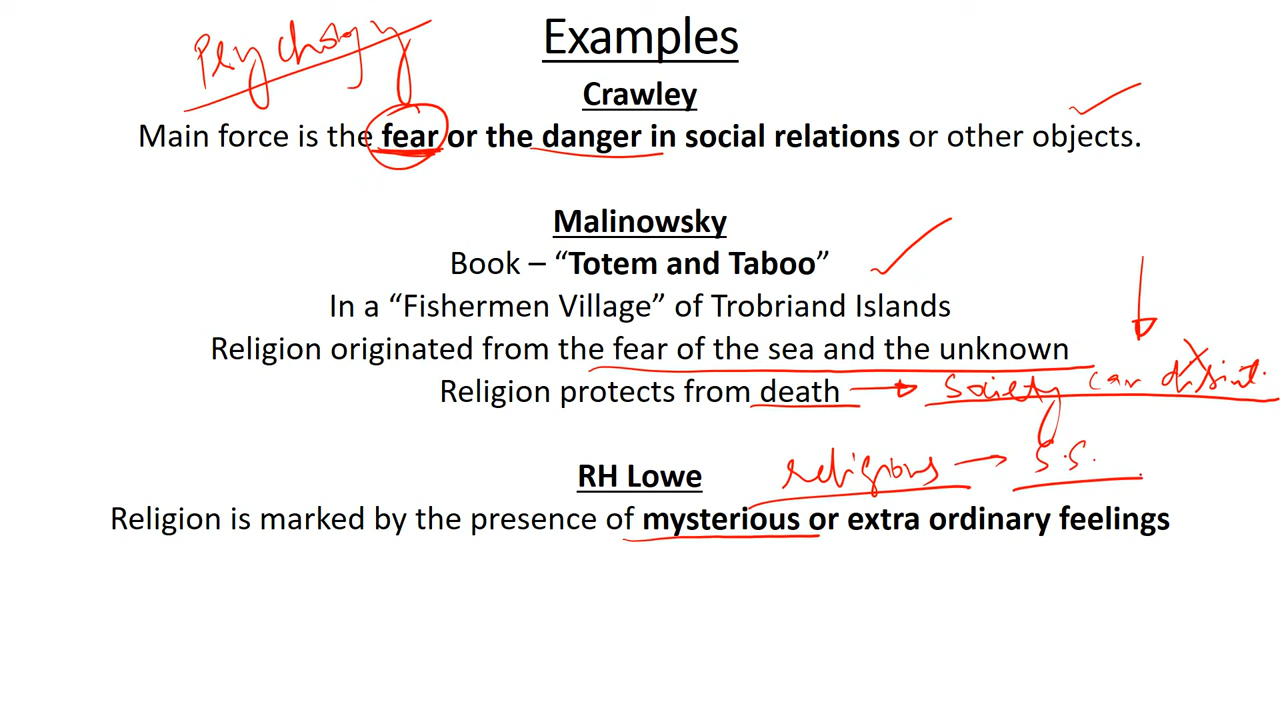 Psychology
Examples
Crawley
Main force is the fear or the danger in social relations or other objects.
Malinowsky
Book – “Totem and Taboo”
In a “Fishermen Village” of Trobriand Islands
Religion originated from the fear of the sea and the unknown
Religion protects from death → Society can disint.
religions → S.S.
RH Lowe
Religion is marked by the presence of mysterious or extra ordinary feelings